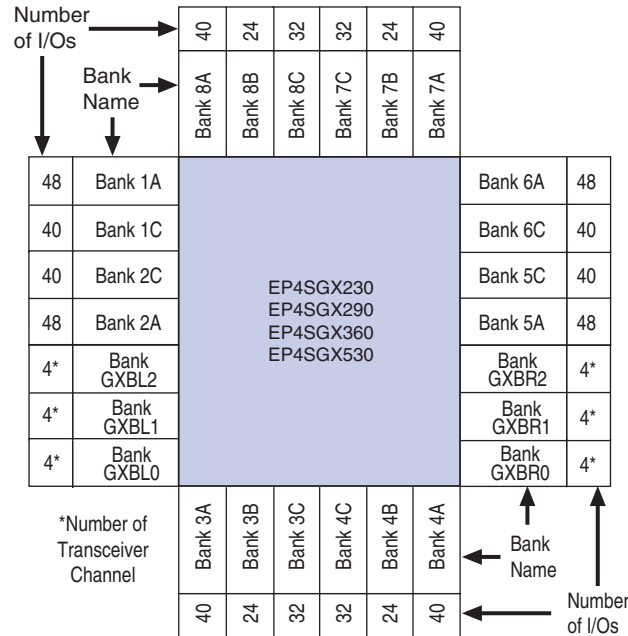 Number
of I/Os
40 24 32 32 24 40
Bank
Name
Bank 8A Bank 8B Bank 8C Bank 7C Bank 7B Bank 7A
48 Bank 1A
40 Bank 1C
40 Bank 2C
48 Bank 2A
4* Bank
GXBL2
4* Bank
GXBL1
4* Bank
GXBL0
EP4SGX230
EP4SGX290
EP4SGX360
EP4SGX530
Bank 6A 48
Bank 6C 40
Bank 5C 40
Bank 5A 48
Bank
GXBR2 4*
Bank
GXBR1 4*
Bank
GXBR0 4*
*Number of
Transceiver
Channel
Bank 3A Bank 3B Bank 3C Bank 4C Bank 4B Bank 4A
Bank
Name
40 24 32 32 24 40
Number
of I/Os